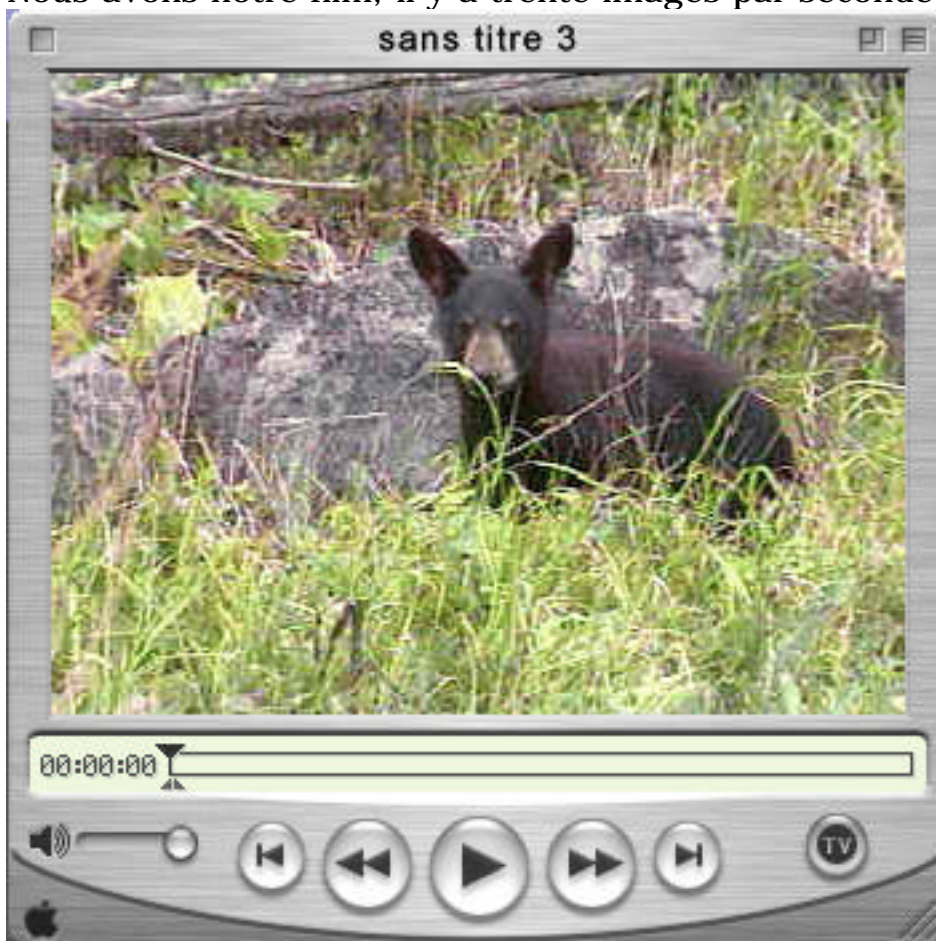 Nous avons notre film, il y a trente images par seconde
sans titre 3
00:00:00
TV